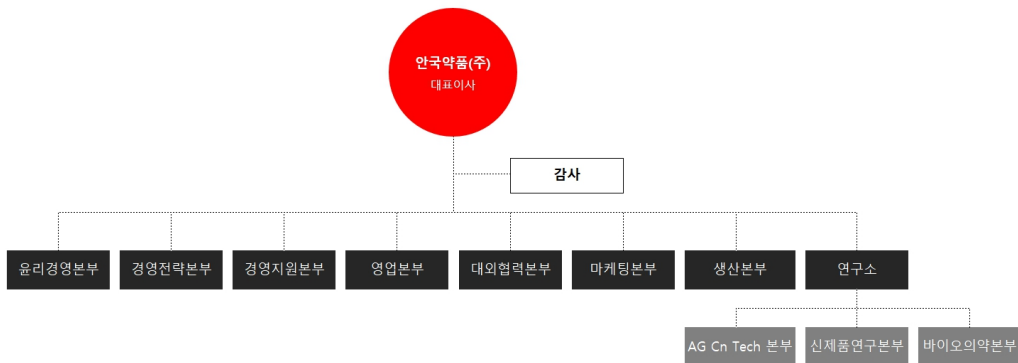 안국약품(주)
대표이사
감사
윤리경영본부
경영전략본부
경영지원본부
영업본부
대외협력본부
마케팅본부
생산본부
연구소
AG Cn Tech 본부
신제품연구본부
바이오의약본부